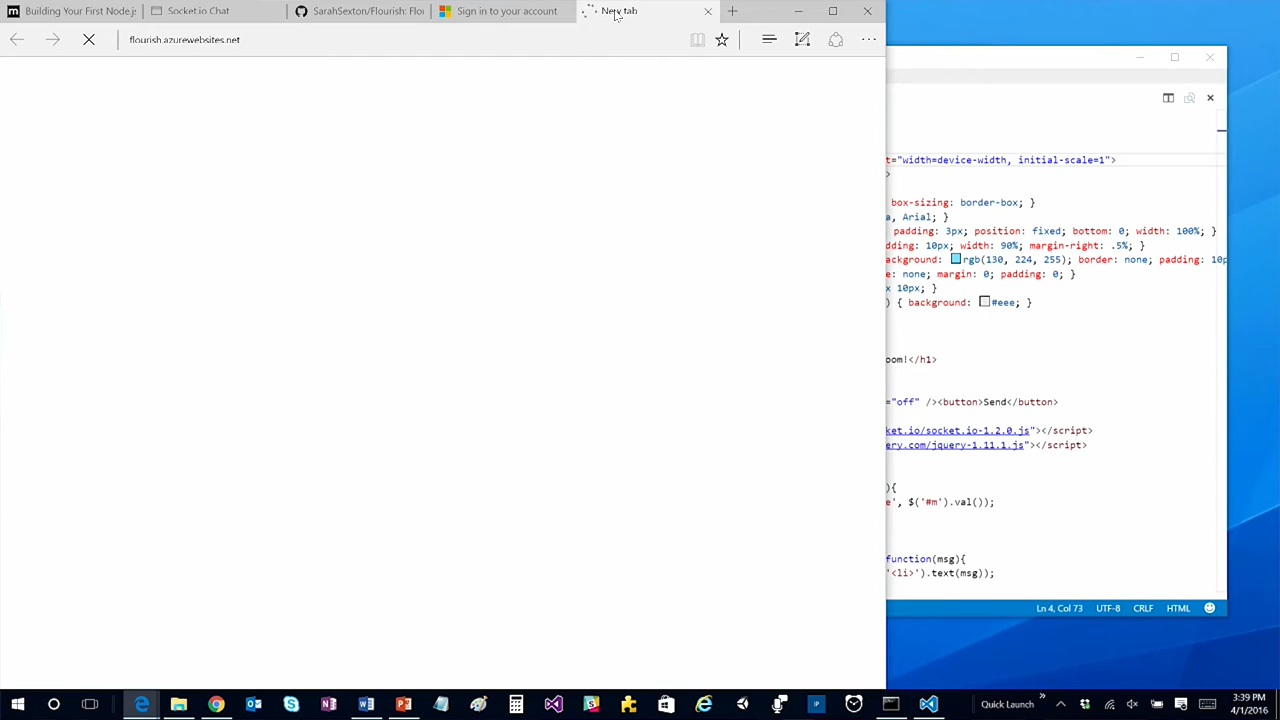 Building Your First Node.j
Socket.io Chat
SarahSexton/Flourish: Flo
Sign in to your account
New tab
flourish.azurewebsites.net
t="width=device-width, initial-scale=1">
>
box-sizing: border-box; }
a, Arial; }
padding: 3px; position: fixed; bottom: 0; width: 100%; }
dding: 10px; width: 90%; margin-right: .5%; }
ackground: rgb(130, 224, 255); border: none; padding: 10p
e: none; margin: 0; padding: 0; }
x 10px; }
) { background: #eee; }
oom!</h1>
="off" /><button>Send</button>
ket.io/socket.io-1.2.0.js"></script>
ery.com/jquery-1.11.1.js"></script>
){
e', $('#m').val());
function(msg){
'<li>').text(msg));
Ln 4, Col 73 UTF-8 CRLF HTML
Quick Launch
3:39 PM
4/1/2016